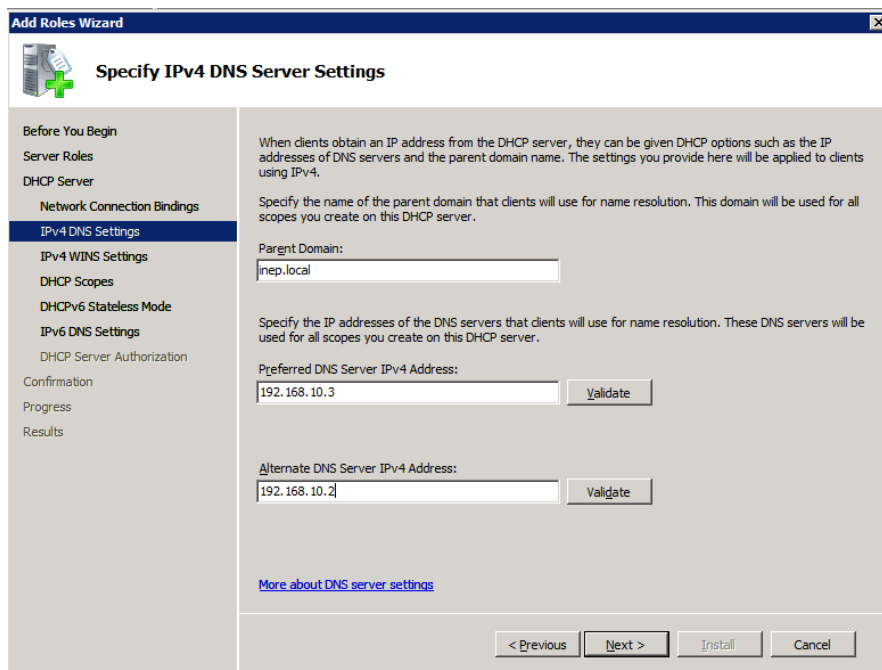 Add Roles Wizard
Specify IPv4 DNS Server Settings
Before You Begin
Server Roles
DHCP Server
Network Connection Bindings
IPv4 DNS Settings
IPv4 WINS Settings
DHCP Scopes
DHCPv6 Stateless Mode
IPv6 DNS Settings
DHCP Server Authorization
Confirmation
Progress
Results
When clients obtain an IP address from the DHCP server, they can be given DHCP options such as the IP
addresses of DNS servers and the parent domain name. The settings you provide here will be applied to clients
using IPv4.
Specify the name of the parent domain that clients will use for name resolution. This domain will be used for all
scopes you create on this DHCP server.
Parent Domain:
inep.local
Specify the IP addresses of the DNS servers that clients will use for name resolution. These DNS servers will be
used for all scopes you create on this DHCP server.
Preferred DNS Server IPv4 Address:
192.168.10.3
Validate
Alternate DNS Server IPv4 Address:
192.168.10.2
Validate
More about DNS server settings
< Previous
Next >
Install
Cancel